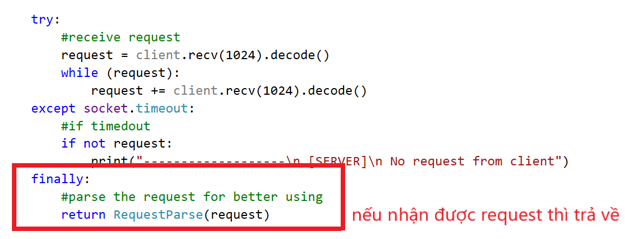 try:
#receive request
request = client.recv(1024).decode()
while (request):
request += client.recv(1024).decode()
except socket.timeout:
#if timedout
if not request:
print("--------------------\n [SERVER]\n No request from client")
finally:
#parse the request for better using
return RequestParse(request)
nếu nhận được request thì trả về